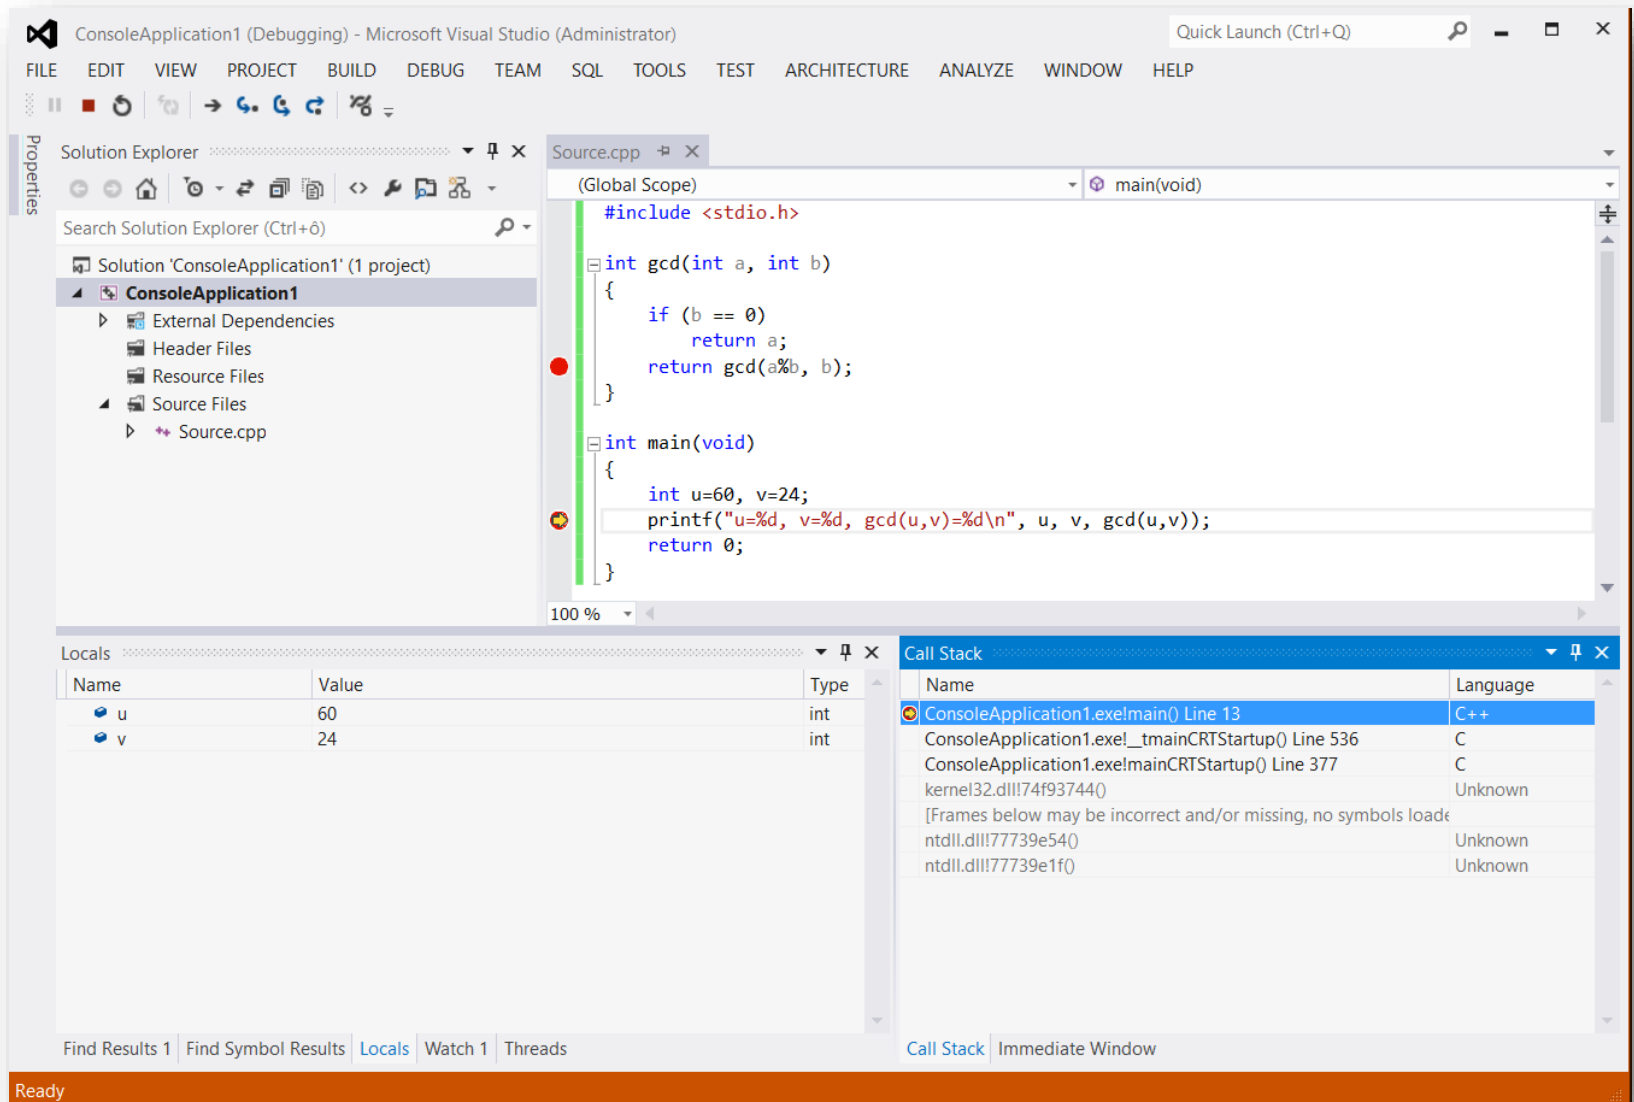 ConsoleApplication1 (Debugging) - Microsoft Visual Studio (Administrator)
Quick Launch (Ctrl+Q)
FILE EDIT VIEW PROJECT BUILD DEBUG TEAM SQL TOOLS TEST ARCHITECTURE ANALYZE WINDOW HELP
Properties
Solution Explorer
Search Solution Explorer (Ctrl+ô)
Solution 'ConsoleApplication1' (1 project)
ConsoleApplication1
External Dependencies
Header Files
Resource Files
Source Files
Source.cpp
Source.cpp
(Global Scope)
main(void)
#include <stdio.h>
int gcd(int a, int b)
{
if (b == 0)
return a;
return gcd(a%b, b);
}
int main(void)
{
int u=60, v=24;
printf("u=%d, v=%d, gcd(u,v)=%d\n", u, v, gcd(u,v));
return 0;
}
100 %
Locals
Name Value Type
u 60 int
v 24 int
Find Results 1 Find Symbol Results Locals Watch 1 Threads
Call Stack
Name Language
ConsoleApplication1.exe!main() Line 13 C++
ConsoleApplication1.exe!__tmainCRTStartup() Line 536 C
ConsoleApplication1.exe!mainCRTStartup() Line 377 C
kernel32.dll!74f93744() Unknown
[Frames below may be incorrect and/or missing, no symbols loade
ntdll.dll!77739e54() Unknown
ntdll.dll!77739e1f() Unknown
Call Stack Immediate Window
Ready